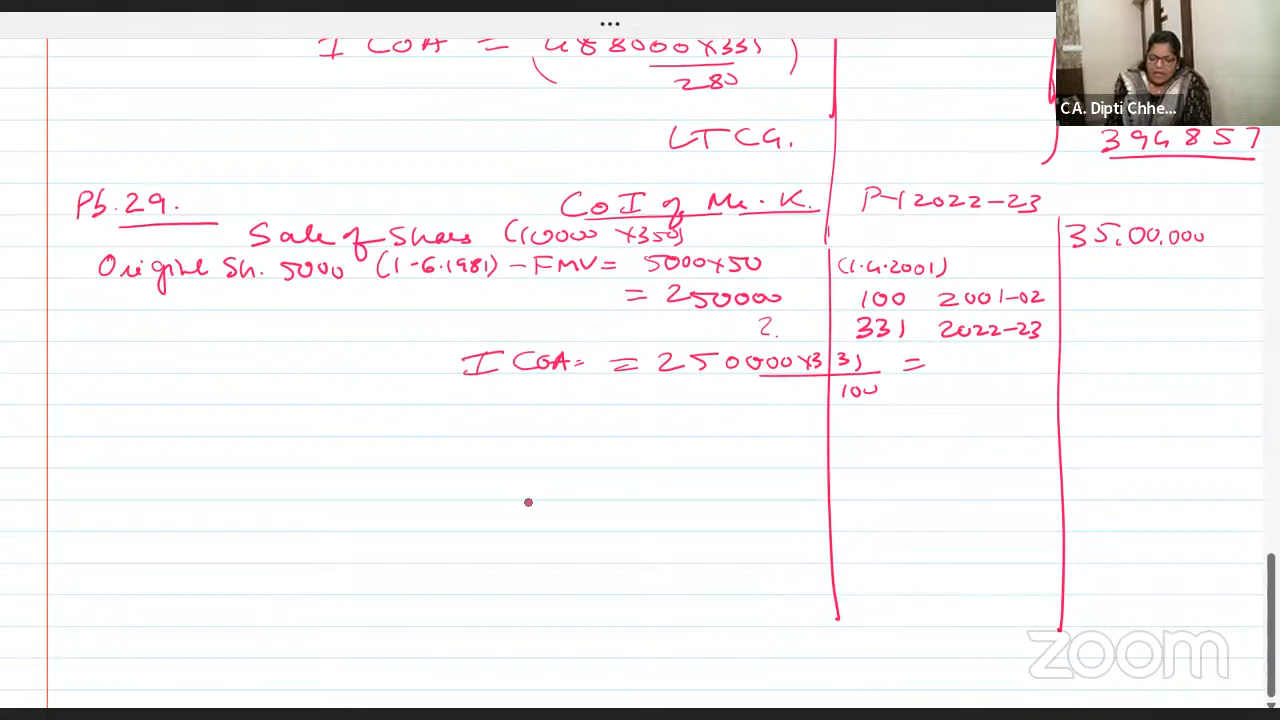 ...
I COA = (488000×331)
280
C A. Dipti Chhe...
LTCG. 394857
Pb.29. COI of Mr. K. P-Y 2022-23
Sale of Shares (10000 ×350) 35,00,000
Original Sh. 5000 (1-6.1981) - FMV = 5000×50 (1.4.2001)
= 250000 100 2001-02
2. 331 2022-23
I COA = = 250000×331 =
100
zoom